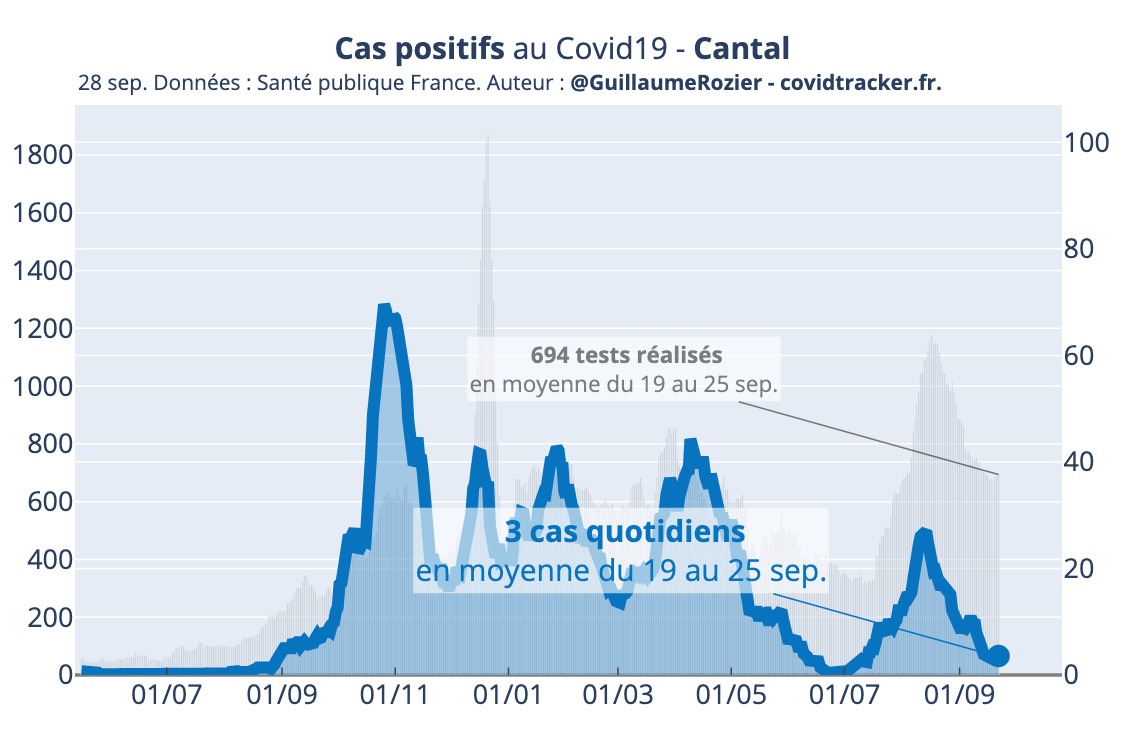 Cas positifs au Covid19 - Cantal
28 sep. Données : Santé publique France. Auteur : @GuillaumeRozier - covidtracker.fr.
100
1800
1600
80
1400
1200
694 tests réalisés
60
en moyenne du 19 au 25 sep.
1000
800
40
600
3 cas quotidiens
400
en moyenne du 19 au 25 sep.
20
200
0
0
01/07 01/09 01/11 01/01 01/03 01/05 01/07 01/09